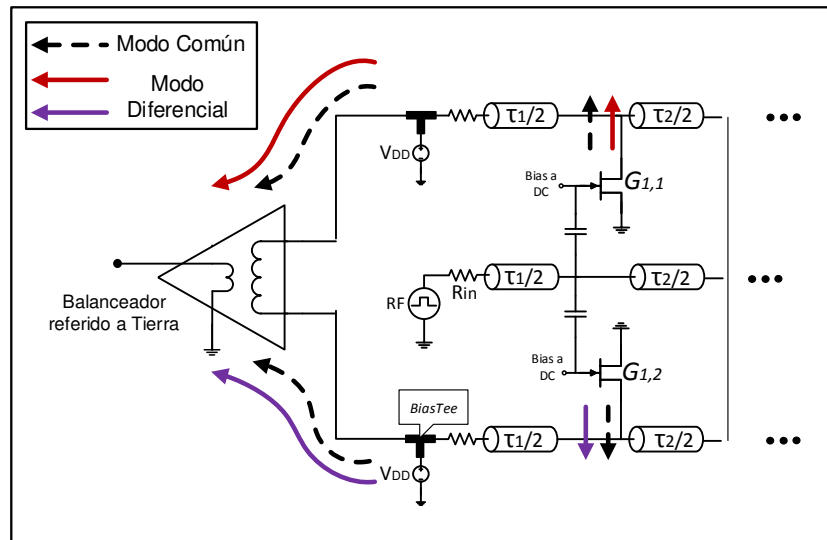 Modo Común
Modo
Diferencial
τ1/2
τ2/2
•••
VDD
Bias a
DC
G1,1
τ1/2
τ2/2
•••
Rin
RF
Balanceador
referido a Tierra
Bias a
DC
G1,2
BiasTee
τ1/2
τ2/2
•••
VDD